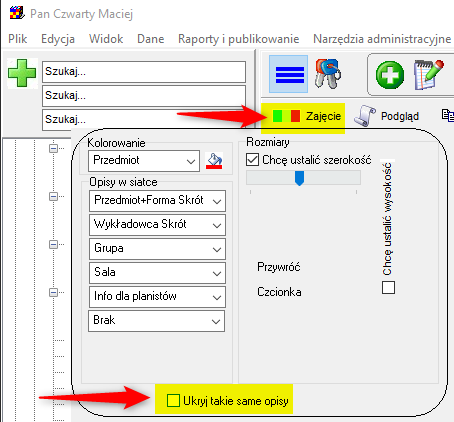 Pan Czwarty Maciej
Plik Edycja Widok Dane Raporty i publikowanie Narzędzia administracyjne
Szukaj...
Szukaj...
Szukaj...
Zajęcie Podgląd
Kolorowanie
Przedmiot
Opisy w siatce
Przedmiot+Forma Skrót
Wykładowca Skrót
Grupa
Sala
Info dla planistów
Brak
Rozmiary
Chcę ustalić szerokość
Chcę ustalić wysokość
Przywróć
Czcionka
Ukryj takie same opisy